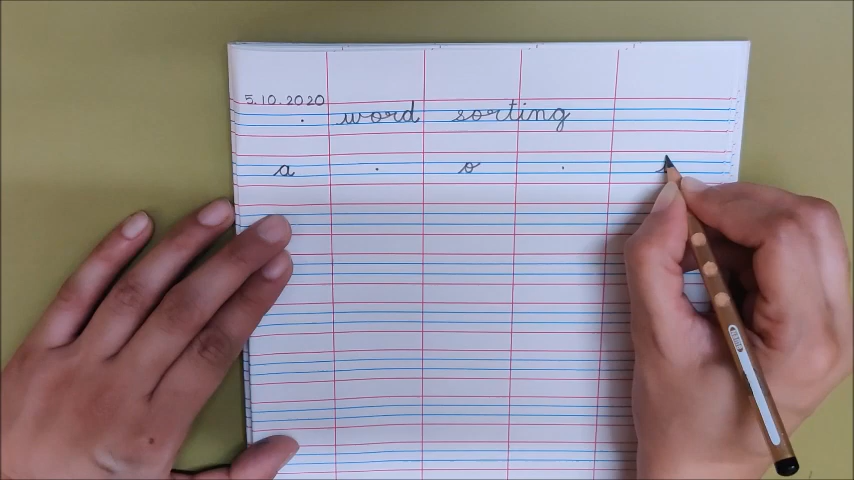 5.10.2020
. word sorting
a . o .